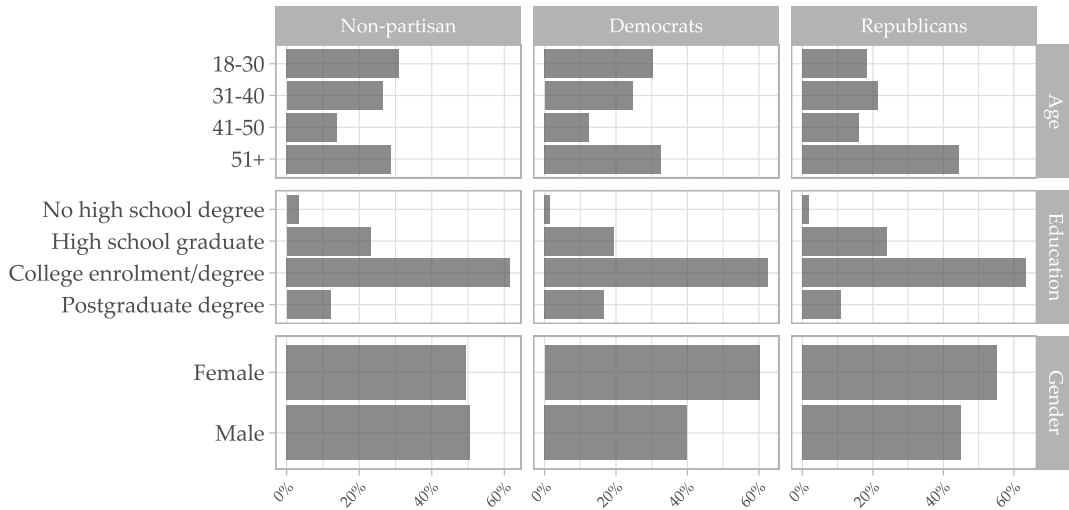 Non-partisan Democrats Republicans
18-30
31-40
41-50
51+
Age
No high school degree
High school graduate
College enrolment/degree
Postgraduate degree
Education
Female
Male
Gender
0% 20% 40% 60% 0% 20% 40% 60% 0% 20% 40% 60%